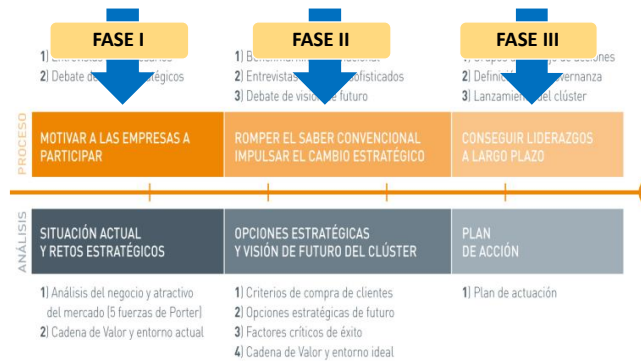 FASE I
FASE II
FASE III
1)
1)
2) Debate de
2) Entrevistas
3) Debate de visión de futuro
2)
3) Lanzamiento del clúster
PROCESO
MOTIVAR A LAS EMPRESAS A
PARTICIPAR
ROMPER EL SABER CONVENCIONAL
IMPULSAR EL CAMBIO ESTRATÉGICO
CONSEGUIR LIDERAZGOS
A LARGO PLAZO
ANÁLISIS
SITUACIÓN ACTUAL
Y RETOS ESTRATÉGICOS
OPCIONES ESTRATÉGICAS
Y VISIÓN DE FUTURO DEL CLÚSTER
PLAN
DE ACCIÓN
1) Análisis del negocio y atractivo
del mercado (5 fuerzas de Porter)
2) Cadena de Valor y entorno actual
1) Criterios de compra de clientes
2) Opciones estratégicas de futuro
3) Factores críticos de éxito
4) Cadena de Valor y entorno ideal
1) Plan de actuación